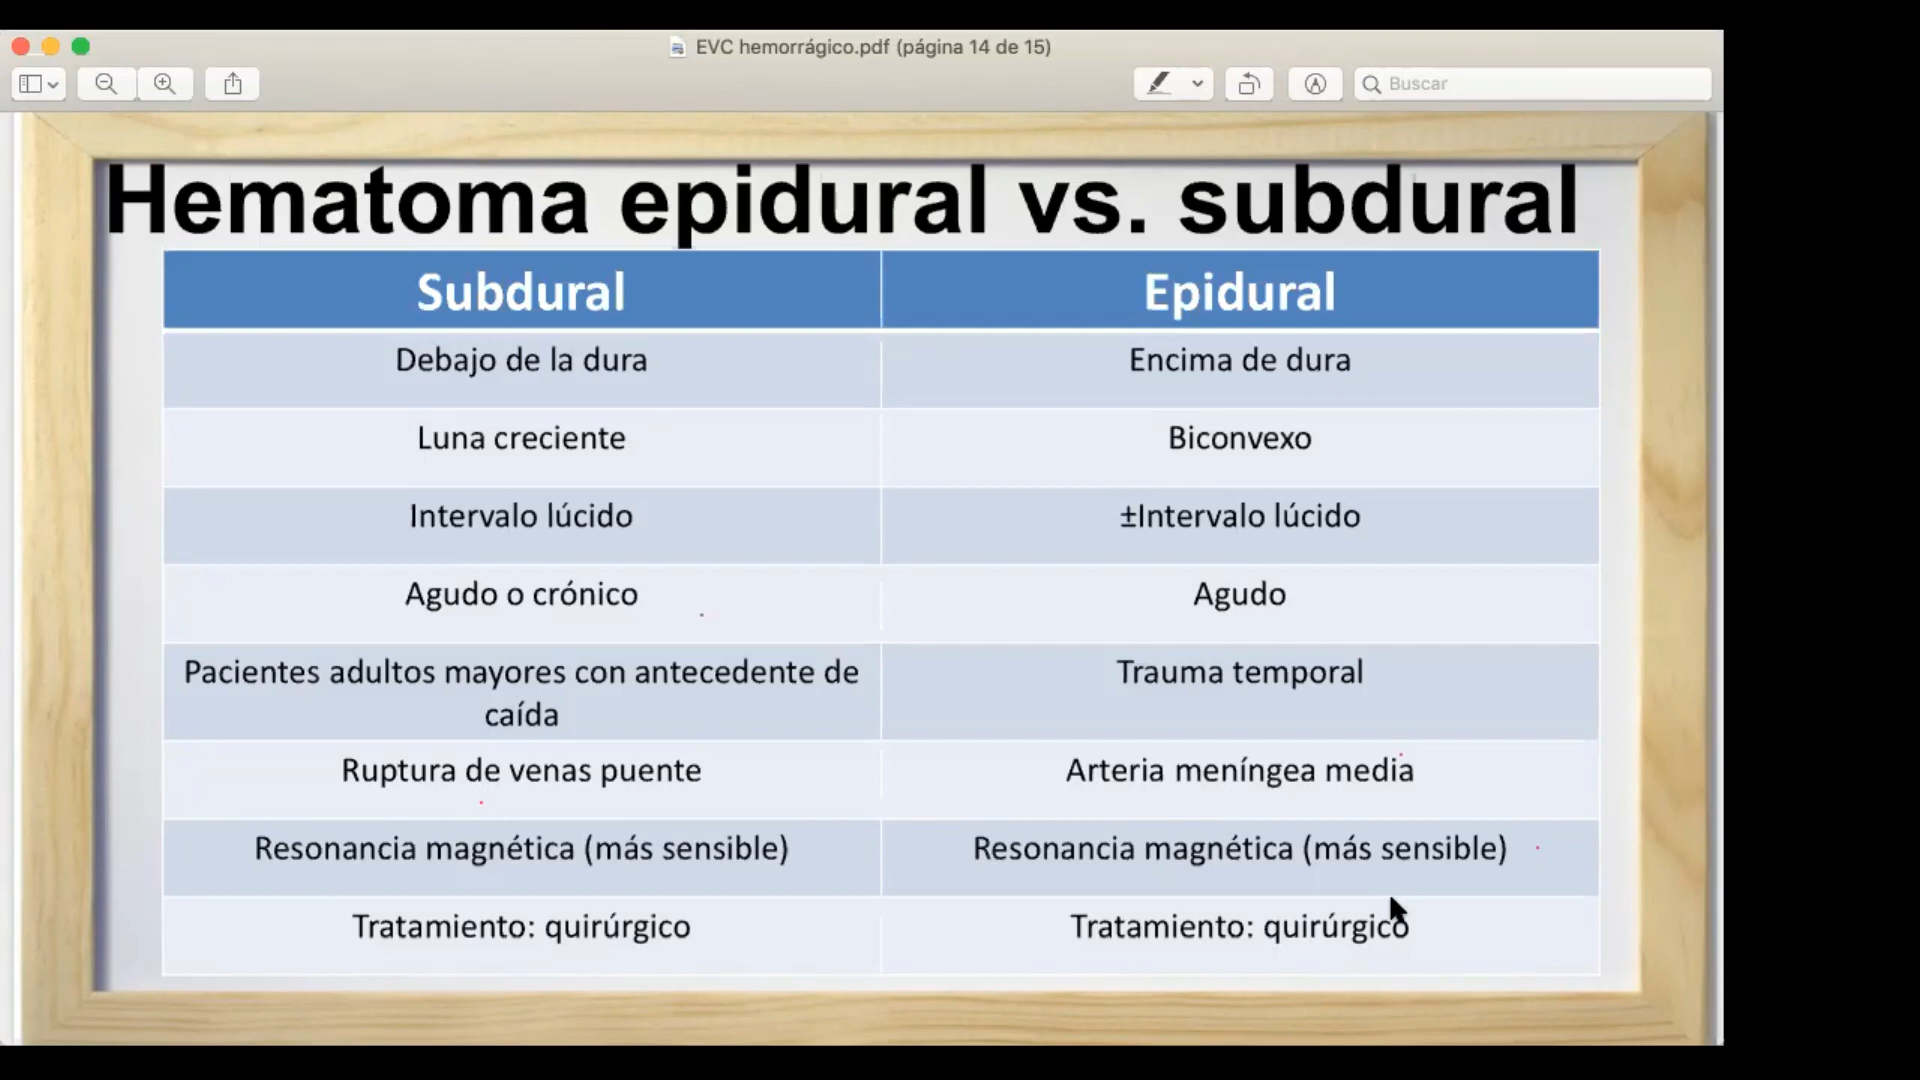 EVC hemorrágico.pdf (página 14 de 15)
Buscar
Hematoma epidural vs. subdural
Subdural
Epidural
Debajo de la dura
Encima de dura
Luna creciente
Biconvexo
Intervalo lúcido
±Intervalo lúcido
Agudo o crónico
Agudo
Pacientes adultos mayores con antecedente de
caída
Trauma temporal
Ruptura de venas puente
Arteria meníngea media
Resonancia magnética (más sensible)
Resonancia magnética (más sensible)
Tratamiento: quirúrgico
Tratamiento: quirúrgico